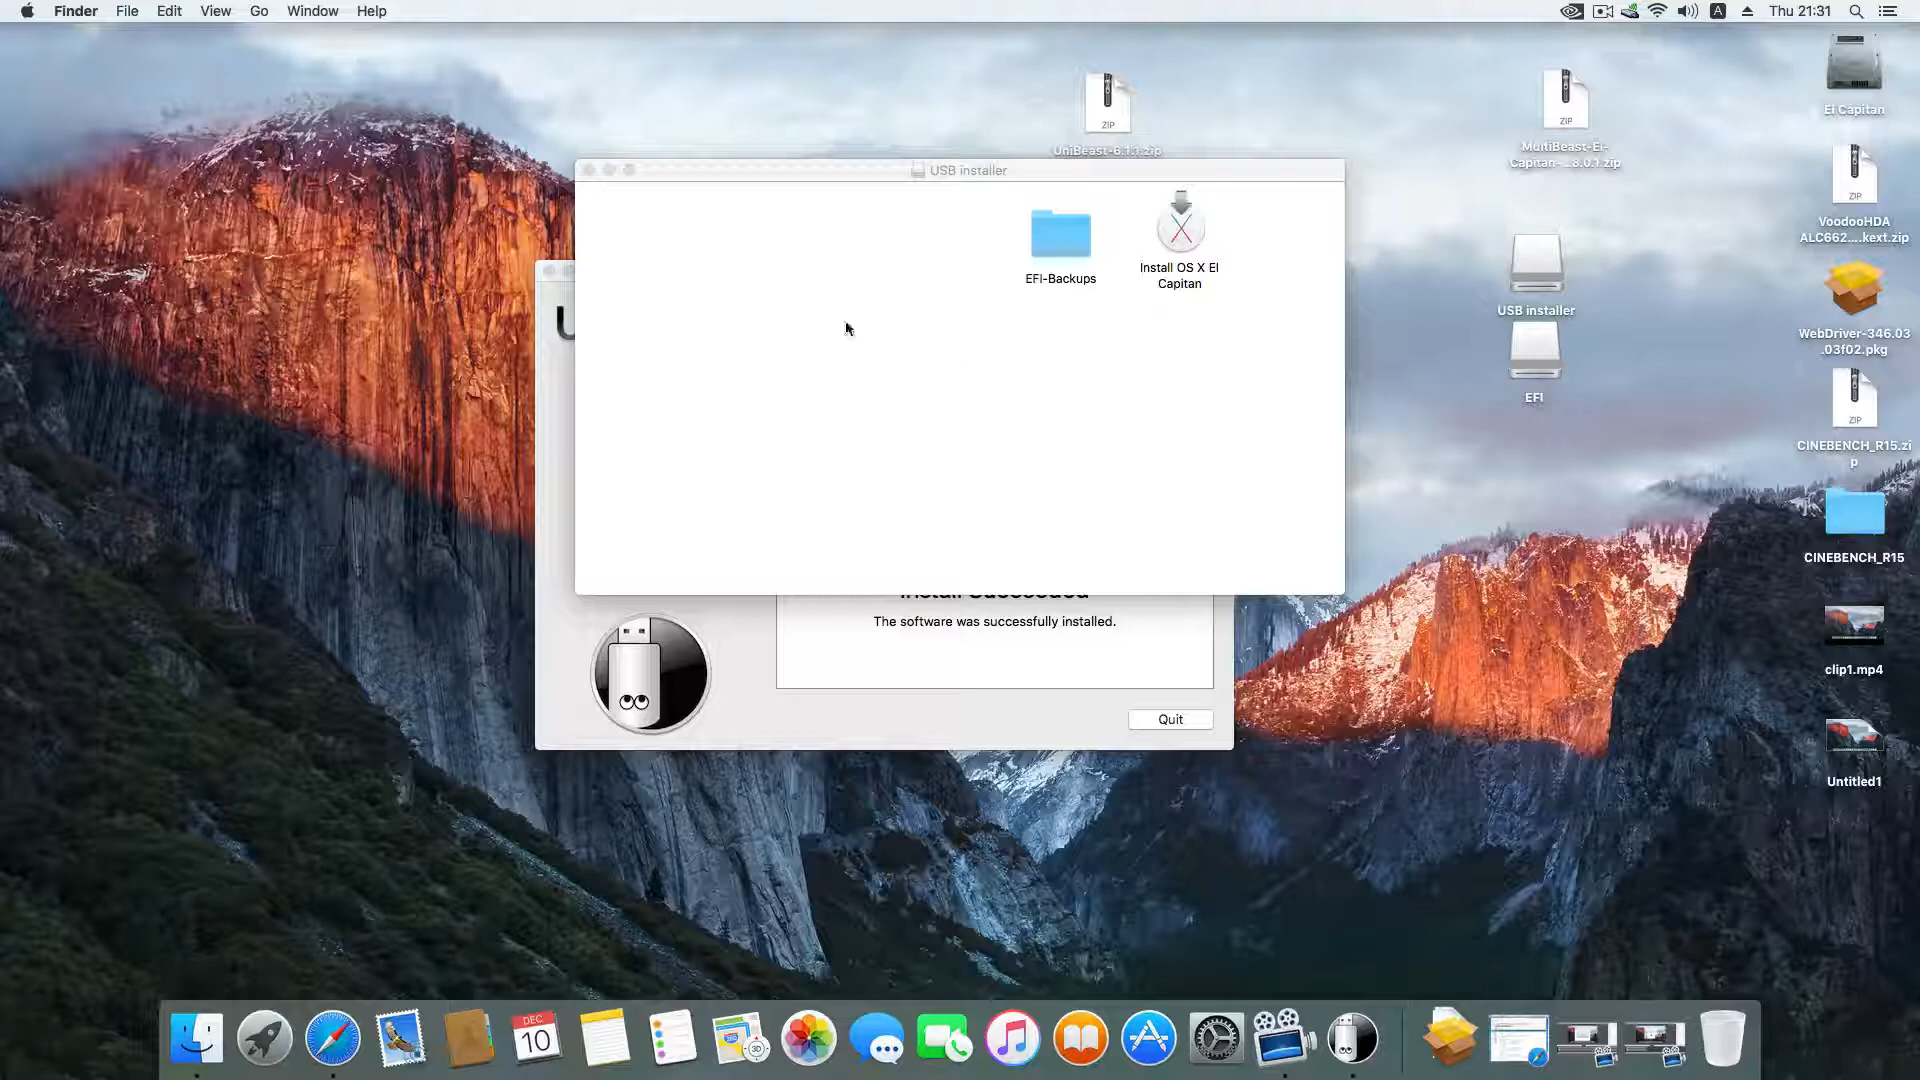 Finder File Edit View Go Window Help
A Thu 21:31
El Capitan
ZIP
UniBeast-6.1.1.zip
ZIP
MultiBeast-El-
Capitan-...8.0.1.zip
ZIP
VoodooHDA
ALC662....kext.zip
USB installer
EFI-Backups
Install OS X El
Capitan
USB installer
WebDriver-346.03
.03f02.pkg
EFI
ZIP
CINEBENCH_R15.zi
p
CINEBENCH_R15
U
Install Succeeded
The software was successfully installed.
Quit
clip1.mp4
Untitled1
DEC
10
3D